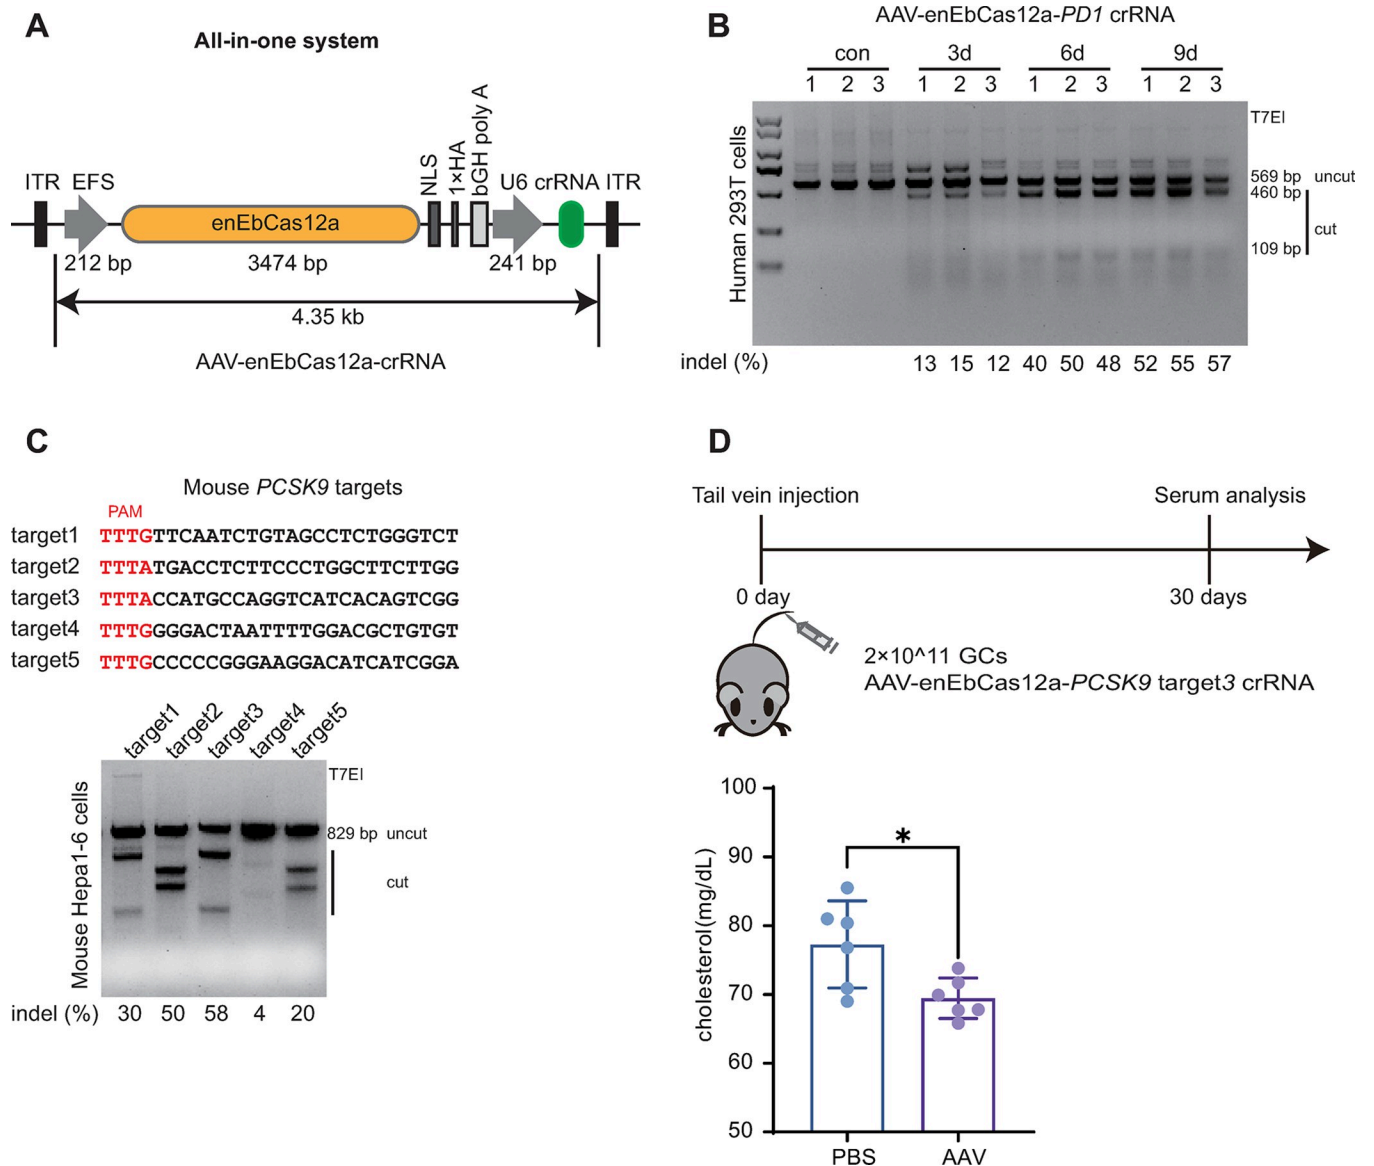 A
All-in-one system
ITR EFS NLS 1×HA bGH poly A U6 crRNA ITR
enEbCas12a
212 bp 3474 bp 241 bp
4.35 kb
AAV-enEbCas12a-crRNA
B
AAV-enEbCas12a-PD1 crRNA
con 3d 6d 9d
1 2 3 1 2 3 1 2 3 1 2 3
T7EI
Human 293T cells
569 bp uncut
460 bp
cut
109 bp
indel (%) 13 15 12 40 50 48 52 55 57
C
Mouse PCSK9 targets
PAM
target1 TTTGTTCAATCTGTAGCCTCTGGGTCT
target2 TTTATGACCTCTTCCCTGGCTTCTTGG
target3 TTTACCATGCCAGGTCATCACAGTCGG
target4 TTTGGGGACTAATTTTGGACGCTGTGT
target5 TTTGCCCCCGGGAAGGACATCATCGGA
target1 target2 target3 target4 target5
T7EI
Mouse Hepa1-6 cells
829 bp uncut
cut
indel (%) 30 50 58 4 20
D
Tail vein injection Serum analysis
0 day 30 days
2×10^11 GCs
AAV-enEbCas12a-PCSK9 target3 crRNA
cholesterol(mg/dL)
100
90
80
70
60
50
*
PBS AAV